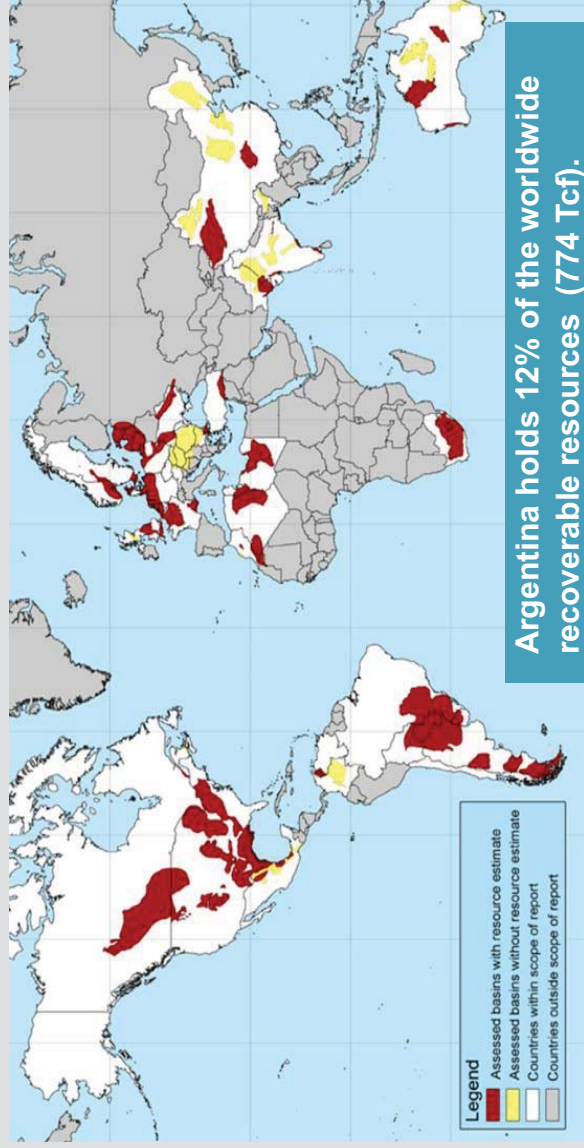 Legend
Assessed basins with resource estimate
Assessed basins without resource estimate
Countries within scope of report
Countries outside scope of report
Argentina holds 12% of the worldwide
recoverable resources (774 Tcf).